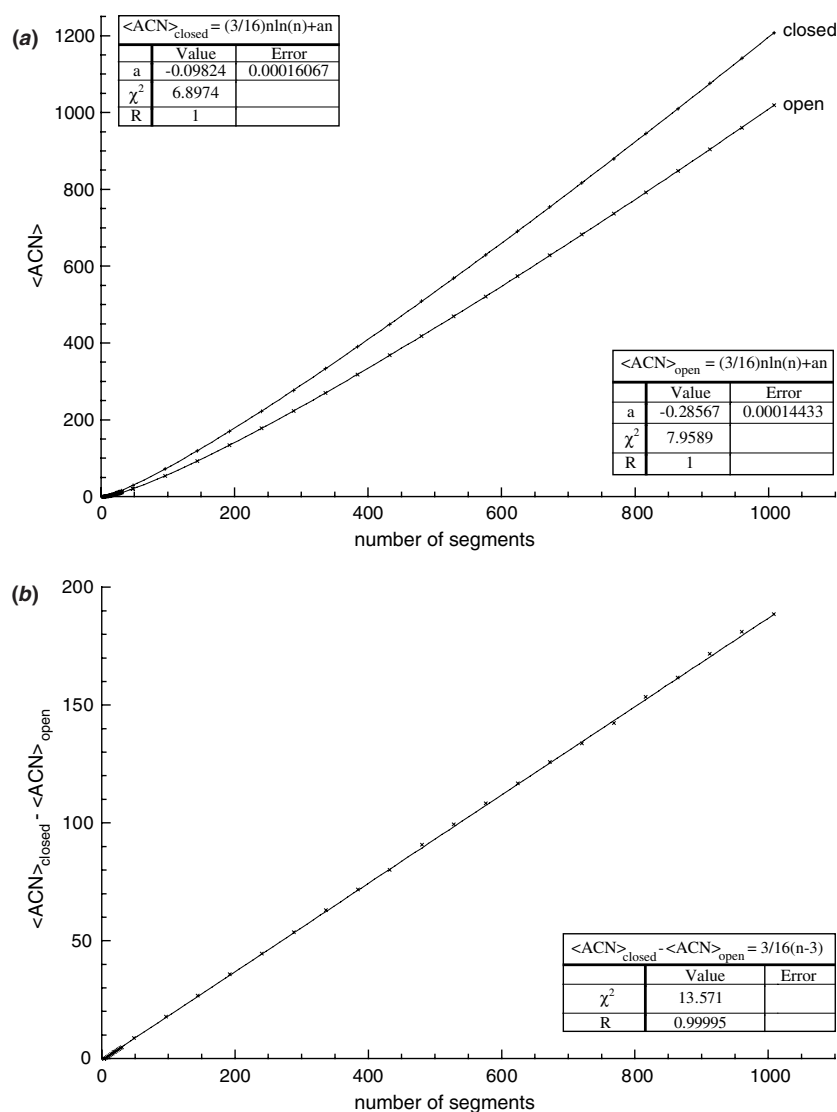 (a)
<ACN>closed = (3/16)nln(n)+an
Value Error
a -0.09824 0.00016067
χ² 6.8974
R 1
closed
open
1200
1000
800
600
400
200
0
<ACN>
<ACN>open = (3/16)nln(n)+an
Value Error
a -0.28567 0.00014433
χ² 7.9589
R 1
0 200 400 600 800 1000
number of segments
(b)
200
150
100
50
0
<ACN>closed - <ACN>open
<ACN>closed-<ACN>open = 3/16(n-3)
Value Error
χ² 13.571
R 0.99995
0 200 400 600 800 1000
number of segments